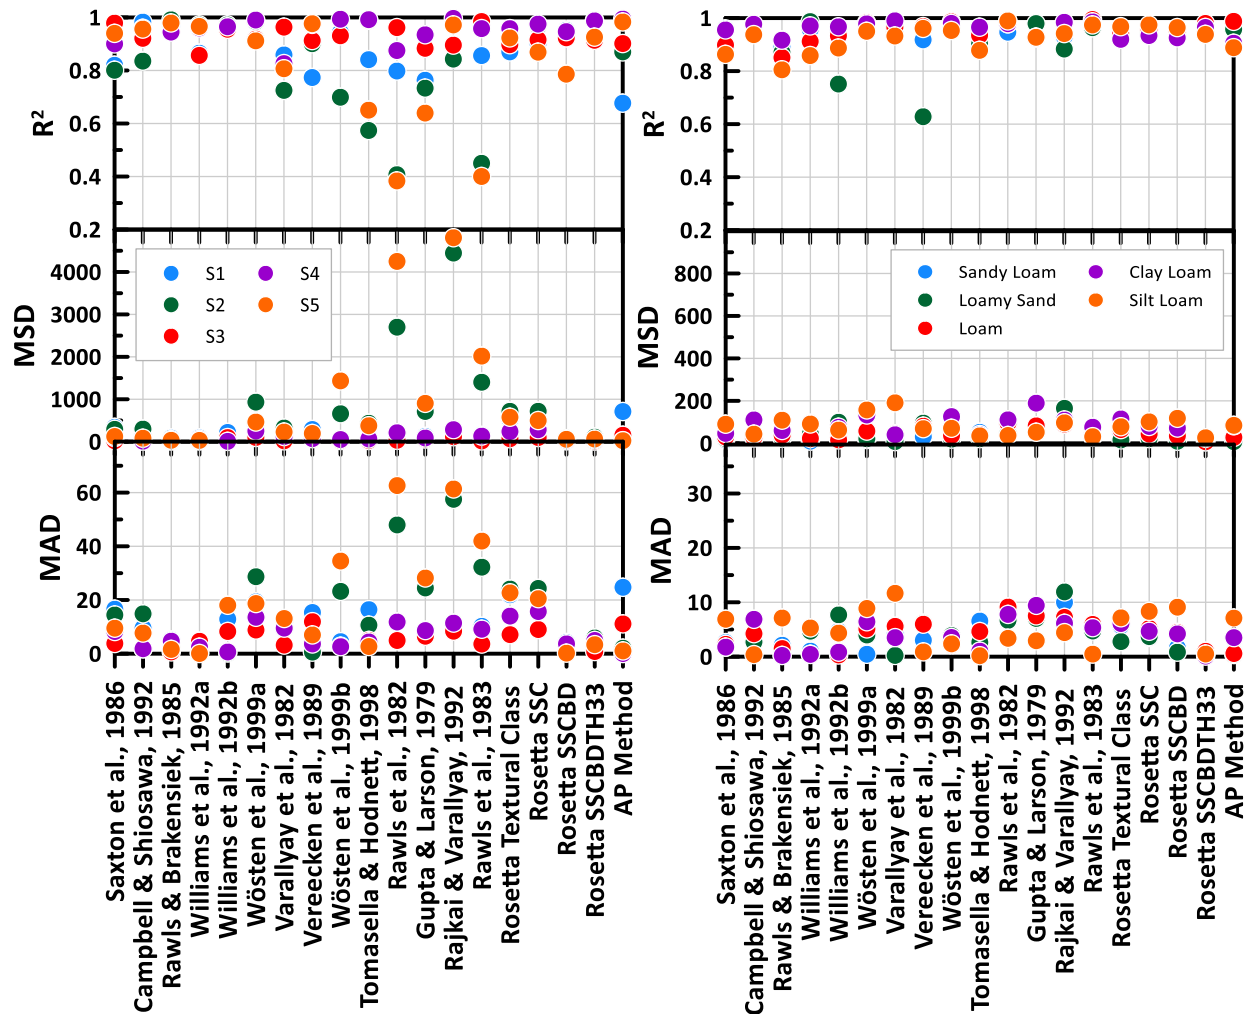 1
0.8
0.6
0.4
0.2
R²
4000
3000
2000
1000
0
MSD
S1
S2
S3
S4
S5
60
40
20
0
MAD
Saxton et al., 1986
Campbell & Shiosawa, 1992
Rawls & Brakensiek, 1985
Williams et al., 1992a
Williams et al., 1992b
Wösten et al., 1999a
Varallyay et al., 1982
Vereecken et al., 1989
Wösten et al., 1999b
Tomasella & Hodnett, 1998
Rawls et al., 1982
Gupta & Larson, 1979
Rajkai & Varallyay, 1992
Rawls et al., 1983
Rosetta Textural Class
Rosetta SSC
Rosetta SSCBD
Rosetta SSCBDTH33
AP Method
1
0.8
0.6
0.4
0.2
R²
800
600
400
200
0
MSD
Sandy Loam
Loamy Sand
Loam
Clay Loam
Silt Loam
30
20
10
0
MAD
Saxton et al., 1986
Campbell & Shiosawa, 1992
Rawls & Brakensiek, 1985
Williams et al., 1992a
Williams et al., 1992b
Wösten et al., 1999a
Varallyay et al., 1982
Vereecken et al., 1989
Wösten et al., 1999b
Tomasella & Hodnett, 1998
Rawls et al., 1982
Gupta & Larson, 1979
Rajkai & Varallyay, 1992
Rawls et al., 1983
Rosetta Textural Class
Rosetta SSC
Rosetta SSCBD
Rosetta SSCBDTH33
AP Method